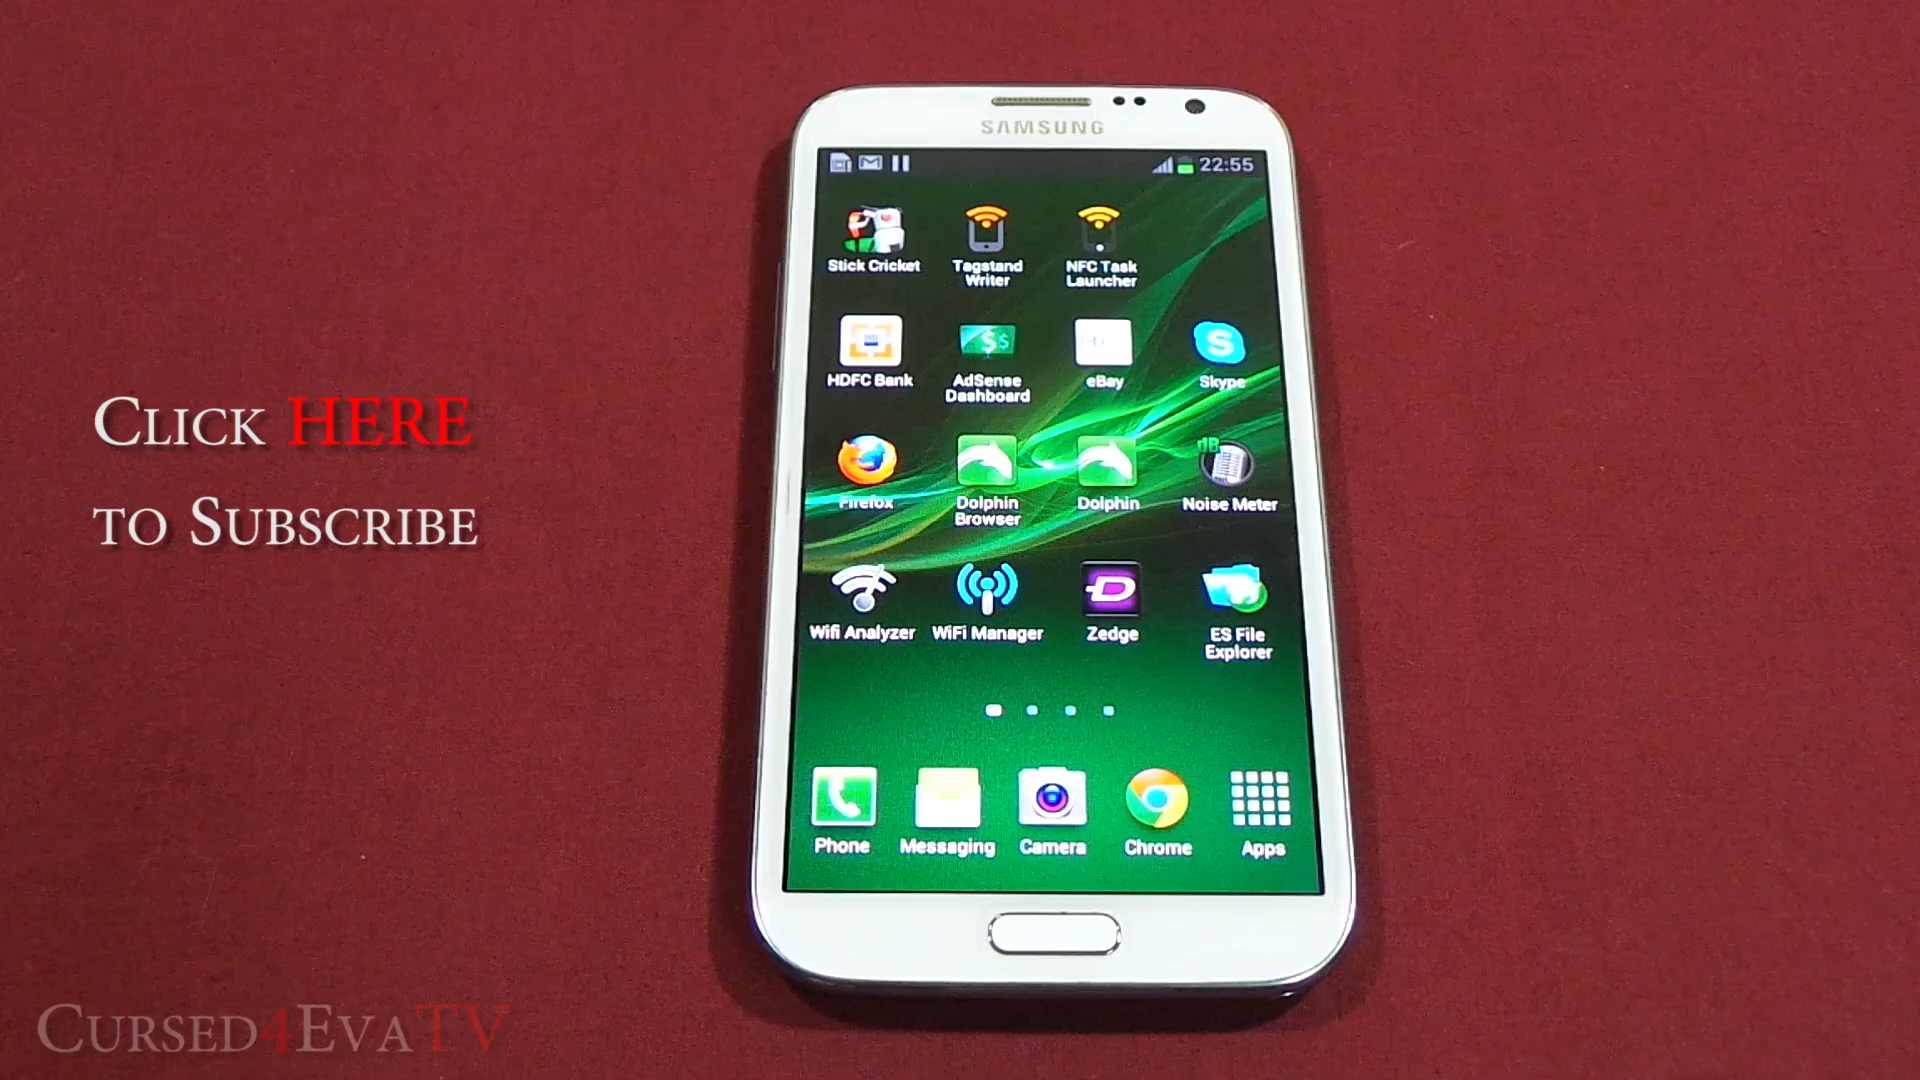 SAMSUNG
22:55
Stick Cricket
Tagstand
Writer
NFC Task
Launcher
HDFC Bank
AdSense
Dashboard
eBay
Skype
dB
Firefox
Dolphin
Browser
Dolphin
Noise Meter
Wifi Analyzer
WiFi Manager
Zedge
ES File
Explorer
Phone
Messaging
Camera
Chrome
Apps
Click HERE
to Subscribe
Cursed4EvaTV